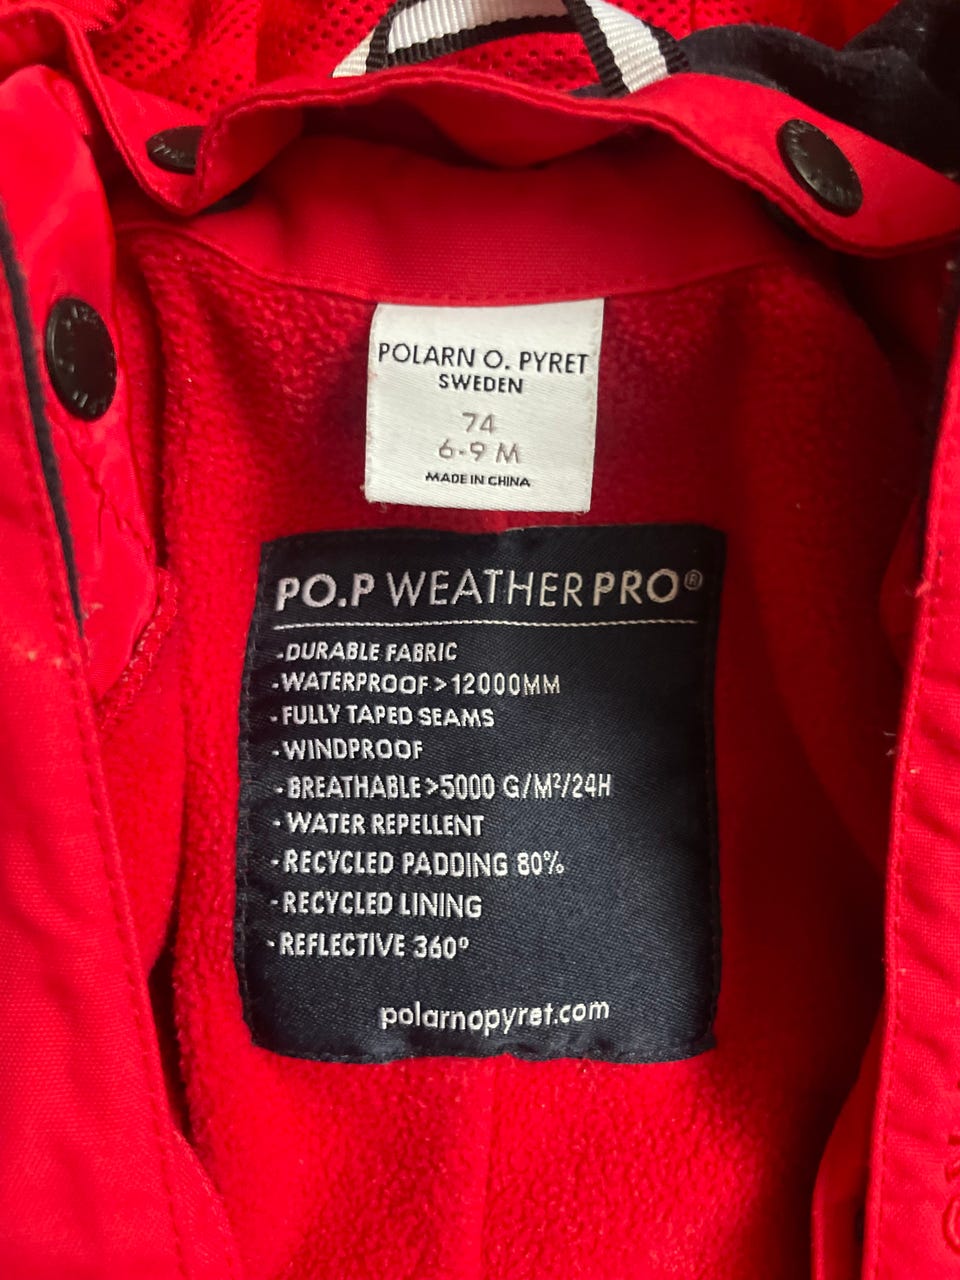 POLARN O. PYRET
SWEDEN
74
6-9 M
MADE IN CHINA
PO.P WEATHERPRO®
-DURABLE FABRIC
-WATERPROOF>12000MM
-FULLY TAPED SEAMS
-WINDPROOF
-BREATHABLE>5000 G/M²/24H
-WATER REPELLENT
-RECYCLED PADDING 80%
-RECYCLED LINING
-REFLECTIVE 360°
polarnopyret.com